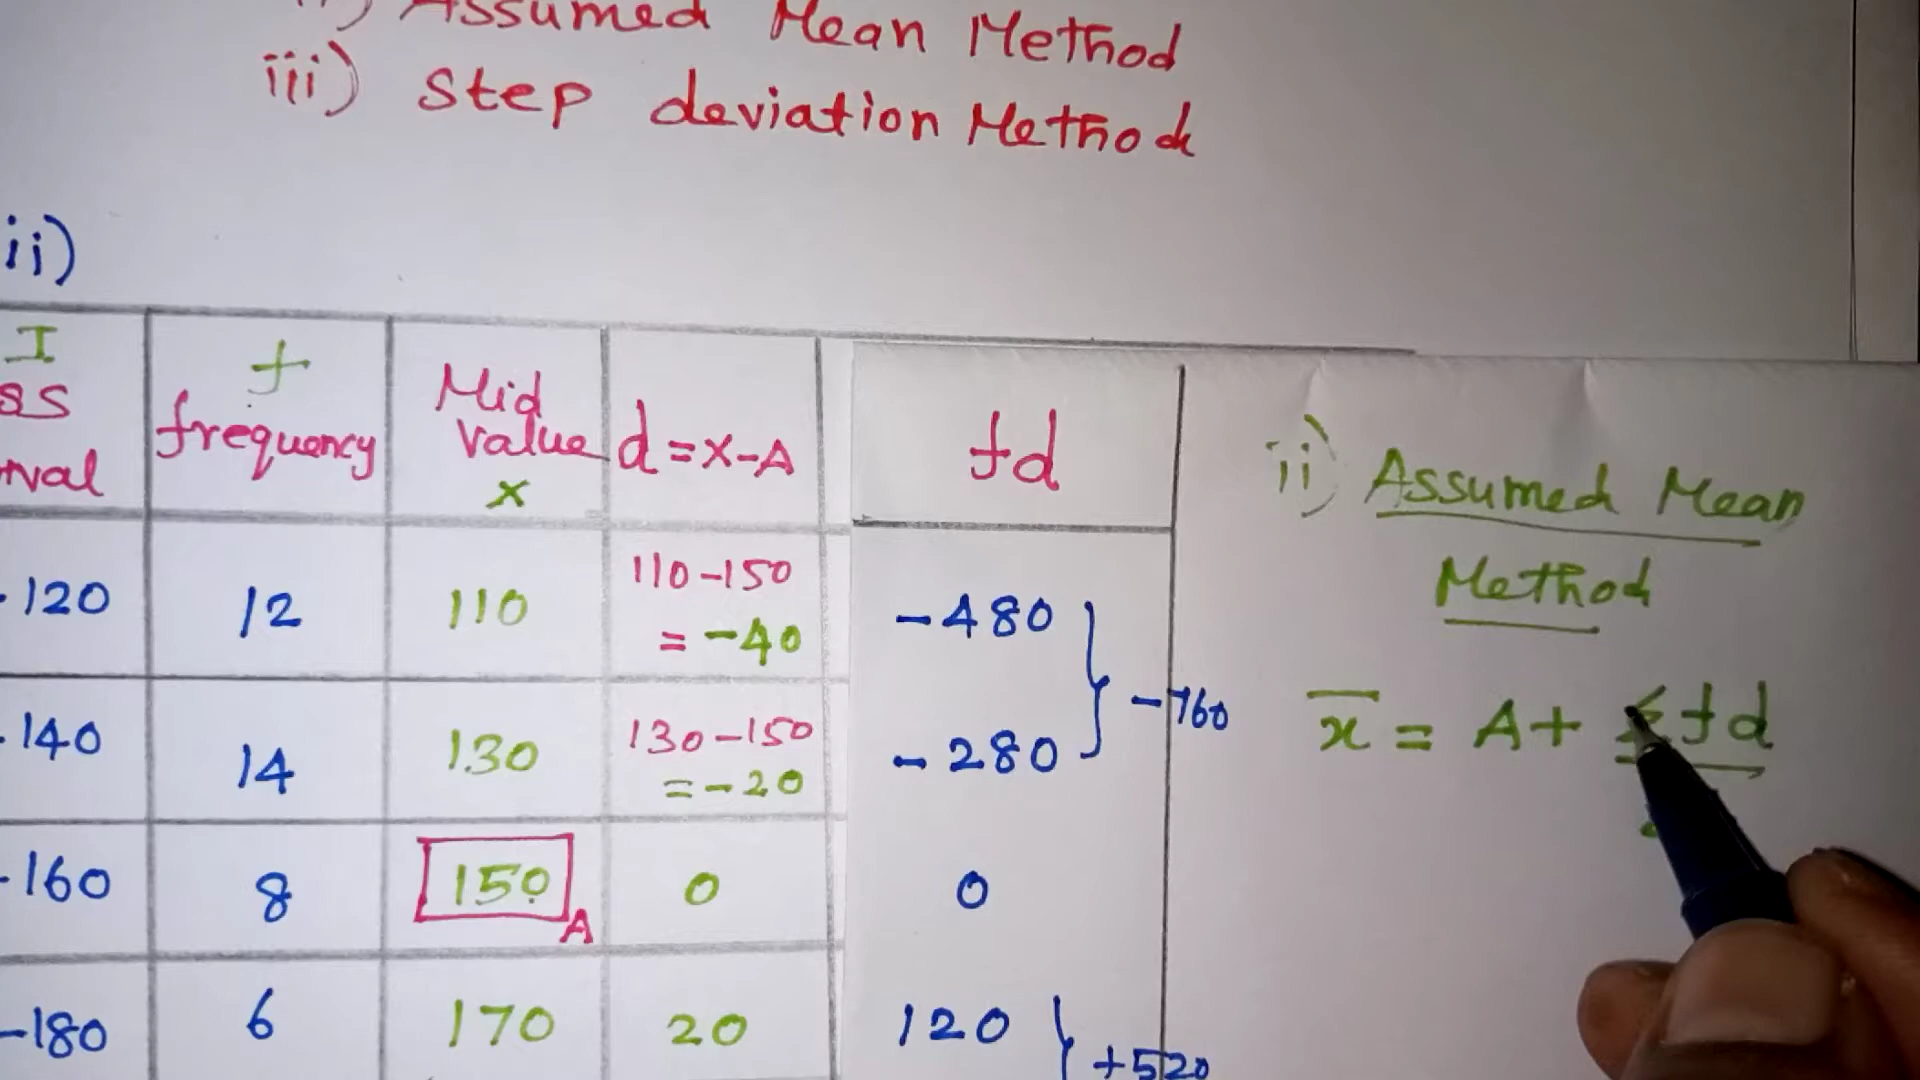 ii) Assumed Mean Method
iii) Step deviation Method
ii)
I
f
frequency
Mid
Value
x
d = x-A
fd
-120
12
110
110-150
= -40
-480
-140
14
130
130-150
= -20
-280
-760
-160
8
150
A
0
0
-180
6
170
20
120
+520
ii) Assumed Mean
Method
x̄ = A + Σfd